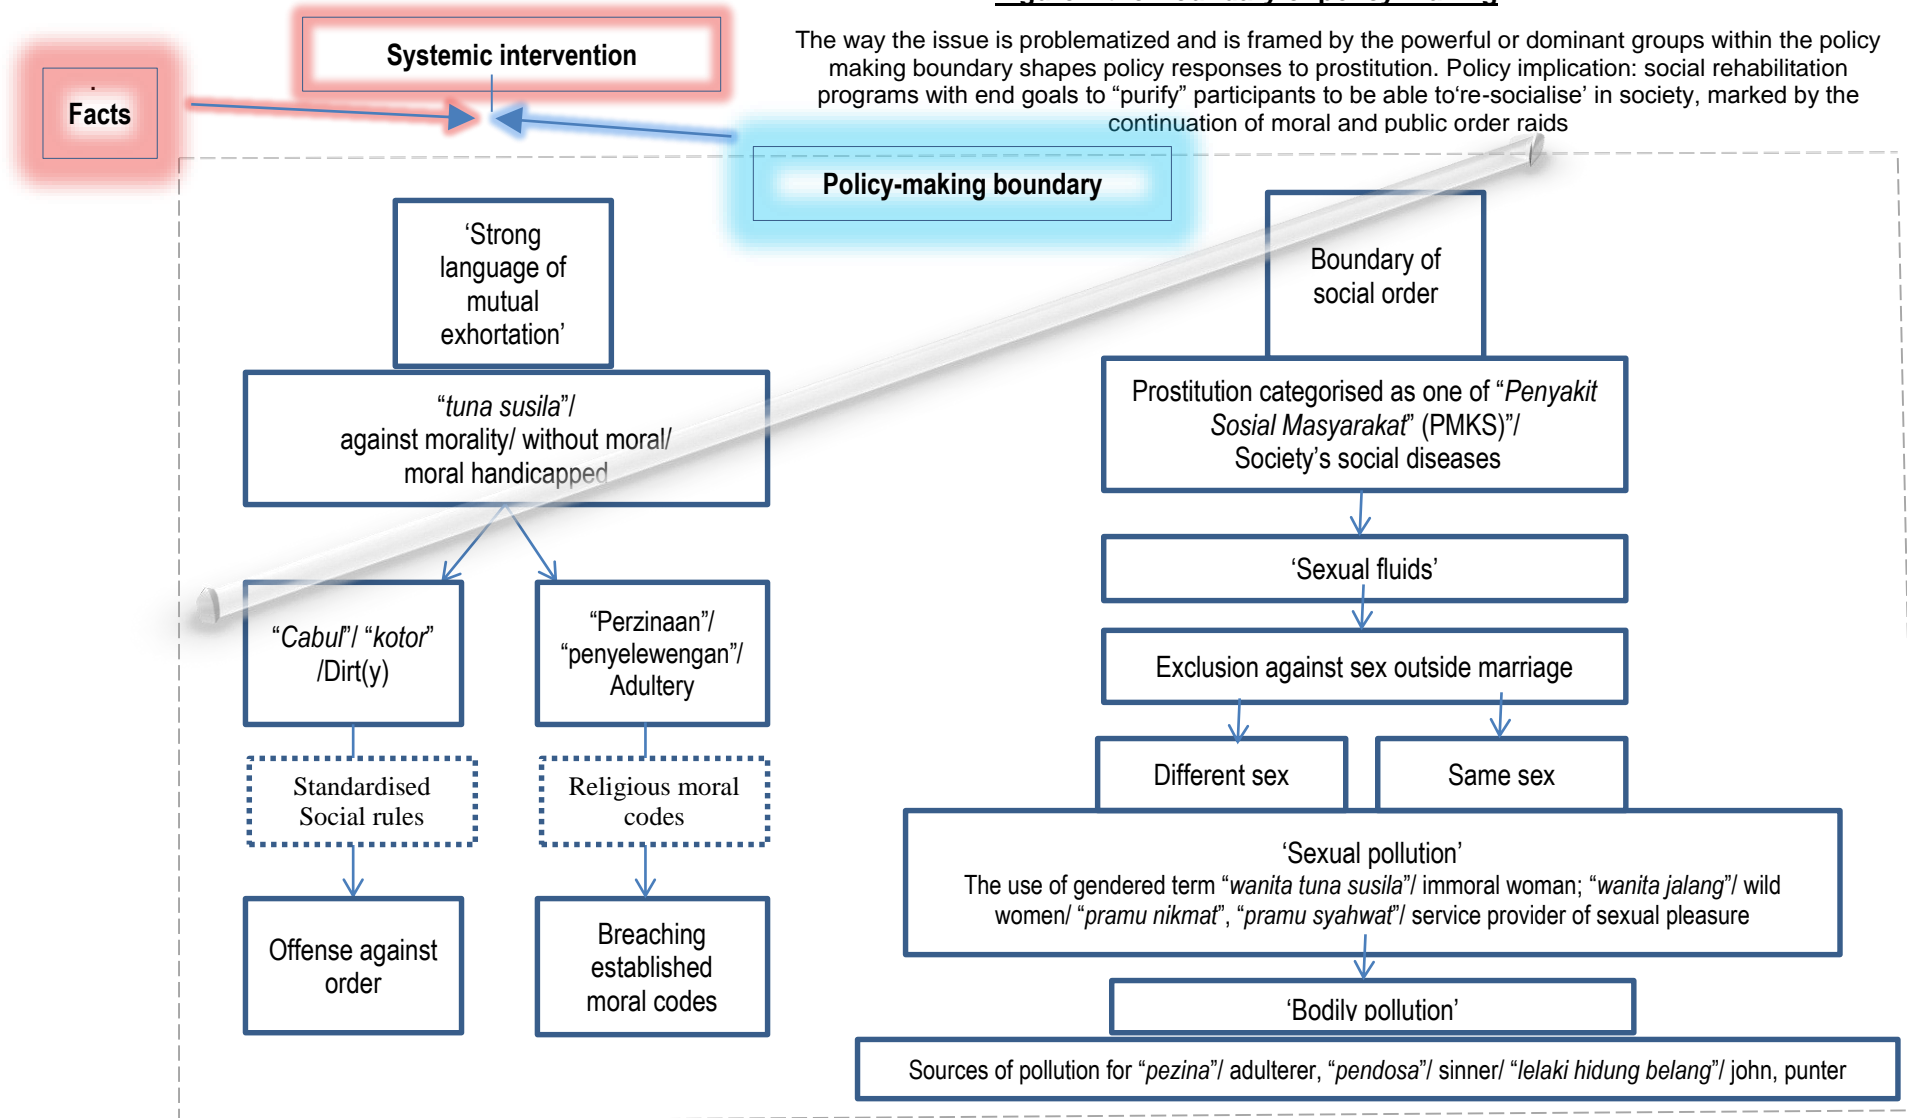 The way the issue is problematized and is framed by the powerful or dominant groups within the policy
making boundary shapes policy responses to prostitution. Policy implication: social rehabilitation
programs with end goals to “purify” participants to be able to‘re-socialise’ in society, marked by the
continuation of moral and public order raids
Systemic intervention
.
Facts
Policy-making boundary
‘Strong
language of
mutual
exhortation’
“tuna susila”/
against morality/ without moral/
moral handicapped
“Cabul”/ “kotor”
/Dirt(y)
“Perzinaan”/
“penyelewengan”/
Adultery
Standardised
Social rules
Religious moral
codes
Offense against
order
Breaching
established
moral codes
Boundary of
social order
Prostitution categorised as one of “Penyakit
Sosial Masyarakat” (PMKS)”/
Society’s social diseases
‘Sexual fluids’
Exclusion against sex outside marriage
Different sex
Same sex
‘Sexual pollution’
The use of gendered term “wanita tuna susila”/ immoral woman; “wanita jalang”/ wild
women/ “pramu nikmat”, “pramu syahwat”/ service provider of sexual pleasure
‘Bodily pollution’
Sources of pollution for “pezina”/ adulterer, “pendosa”/ sinner/ “lelaki hidung belang”/ john, punter